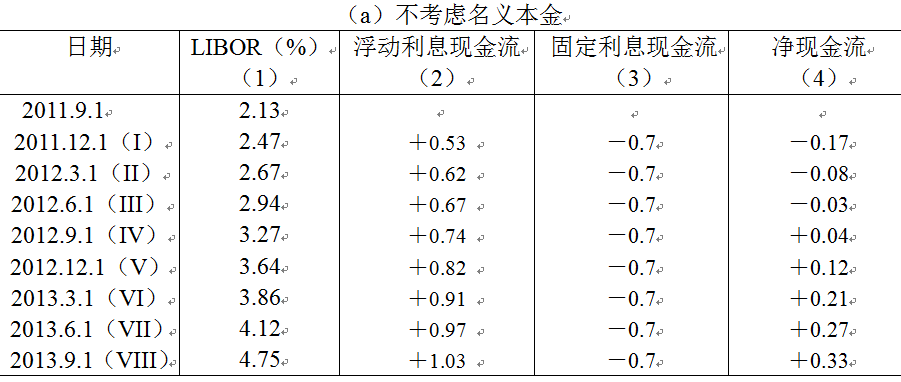 （a）不考虑名义本金
日期 LIBOR（%） 浮动利息现金流 固定利息现金流 净现金流
（1） （2） （3） （4）
2011.9.1 2.13
2011.12.1（I） 2.47 ＋0.53 －0.7 －0.17
2012.3.1（II） 2.67 ＋0.62 －0.7 －0.08
2012.6.1（III） 2.94 ＋0.67 －0.7 －0.03
2012.9.1（IV） 3.27 ＋0.74 －0.7 ＋0.04
2012.12.1（V） 3.64 ＋0.82 －0.7 ＋0.12
2013.3.1（VI） 3.86 ＋0.91 －0.7 ＋0.21
2013.6.1（VII） 4.12 ＋0.97 －0.7 ＋0.27
2013.9.1（VIII） 4.75 ＋1.03 －0.7 ＋0.33